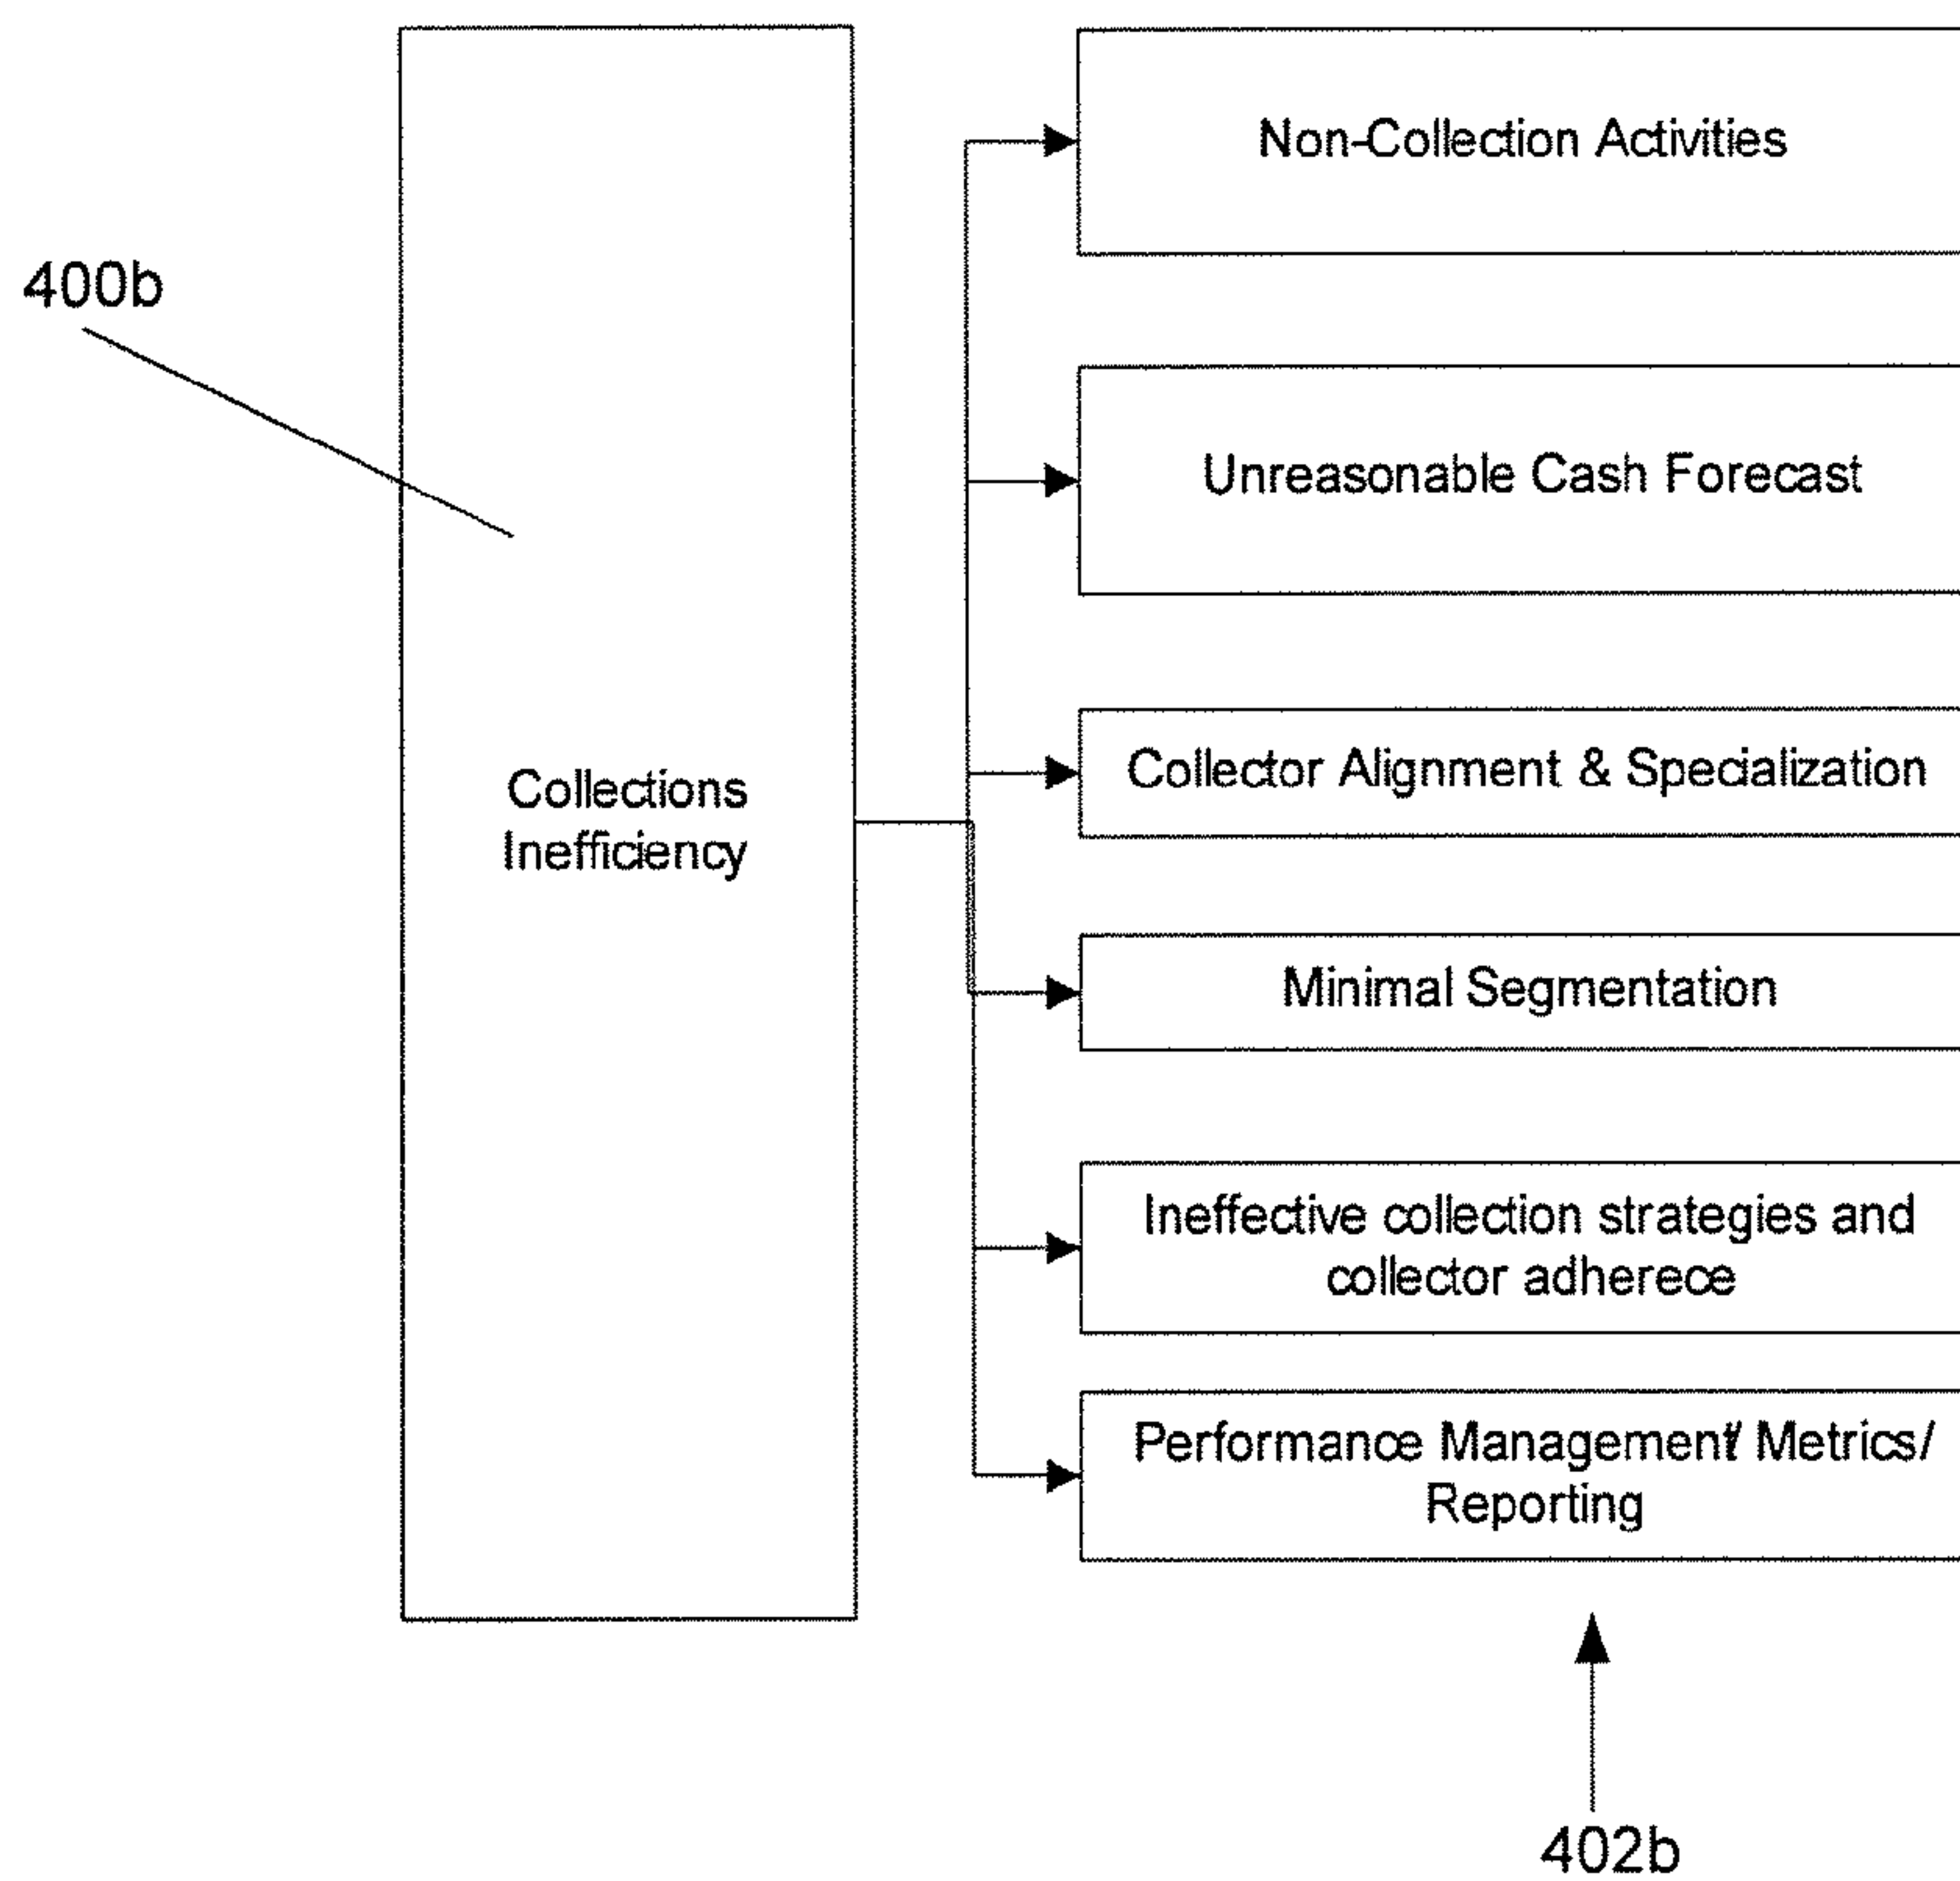 Non-Collection Activities
400b
Unreasonable Cash Forecast
Collector Alignment & Specialization
Collections
Inefficiency
Minimal Segmentation
Ineffective collection strategies and
collector adherece
Performance Management/ Metrics/
Reporting
402b